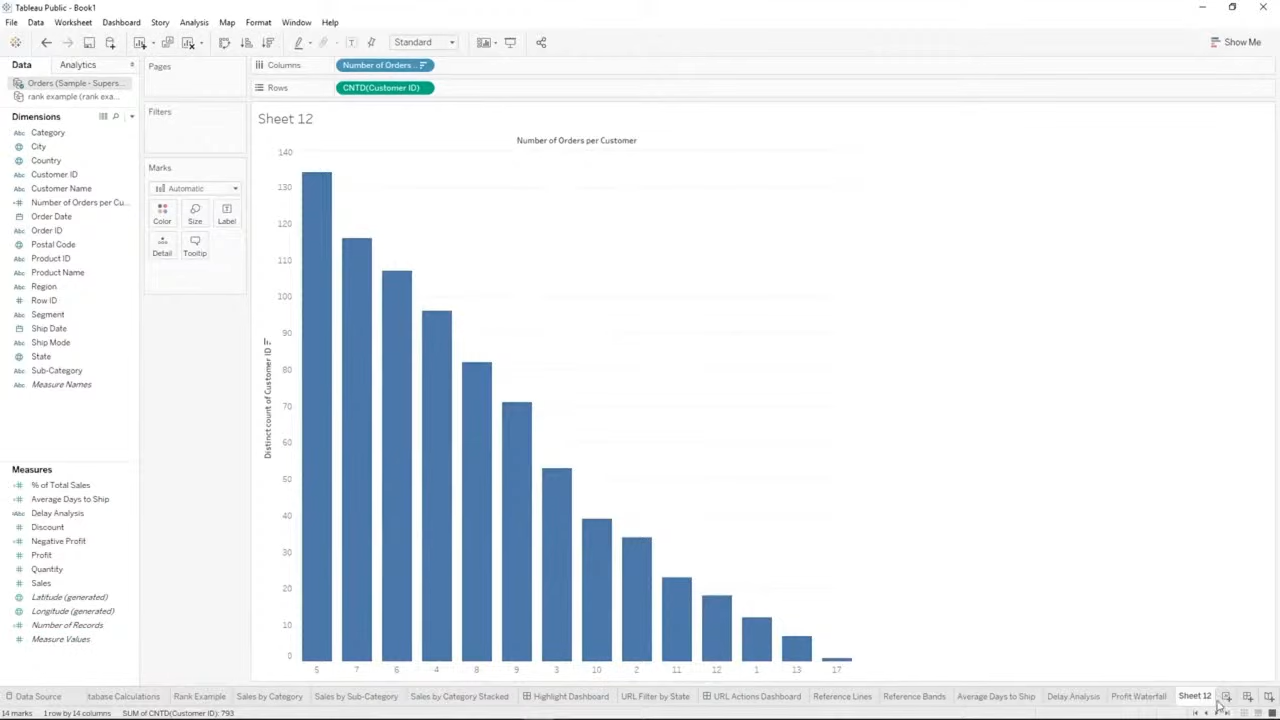 Tableau Public - Book1
File Data Worksheet Dashboard Story Analysis Map Format Window Help
Standard
Show Me
Data Analytics
Orders (Sample - Supers...
rank example (rank exa...
Dimensions
Category
City
Country
Customer ID
Customer Name
Number of Orders per Cu...
Order Date
Order ID
Postal Code
Product ID
Product Name
Region
Row ID
Segment
Ship Date
Ship Mode
State
Sub-Category
Measure Names
Measures
% of Total Sales
Average Days to Ship
Delay Analysis
Discount
Negative Profit
Profit
Quantity
Sales
Latitude (generated)
Longitude (generated)
Number of Records
Measure Values
Pages
Filters
Marks
Automatic
Color Size Label
Detail Tooltip
Columns Number of Orders ..
Rows CNTD(Customer ID)
Sheet 12
Number of Orders per Customer
Distinct count of Customer ID
140
130
120
110
100
90
80
70
60
50
40
30
20
10
0
5 7 6 4 8 9 3 10 2 11 12 1 13 17
Data Source tabase Calculations Rank Example Sales by Category Sales by Sub-Category Sales by Category Stacked Highlight Dashboard URL Filter by State URL Actions Dashboard Reference Lines Reference Bands Average Days to Ship Delay Analysis Profit Waterfall Sheet 12
14 marks 1 row by 14 columns SUM of CNTD(Customer ID): 793